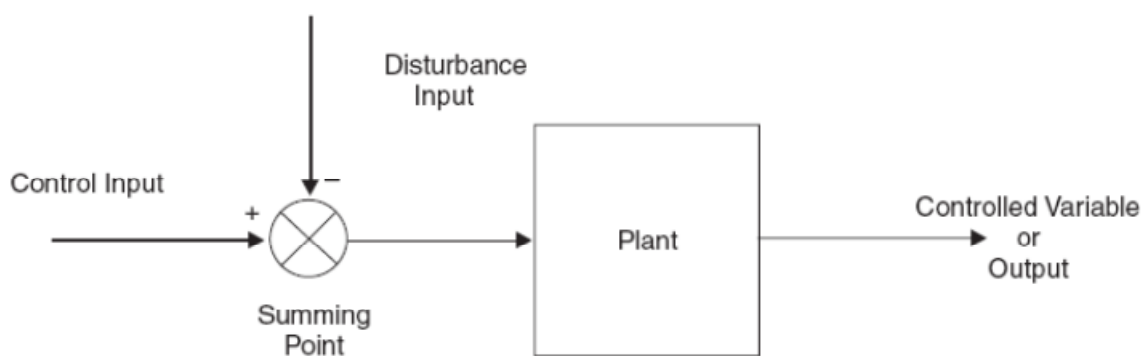 Disturbance
Input
Control Input
–
+
Plant
Controlled Variable
or
Output
Summing
Point